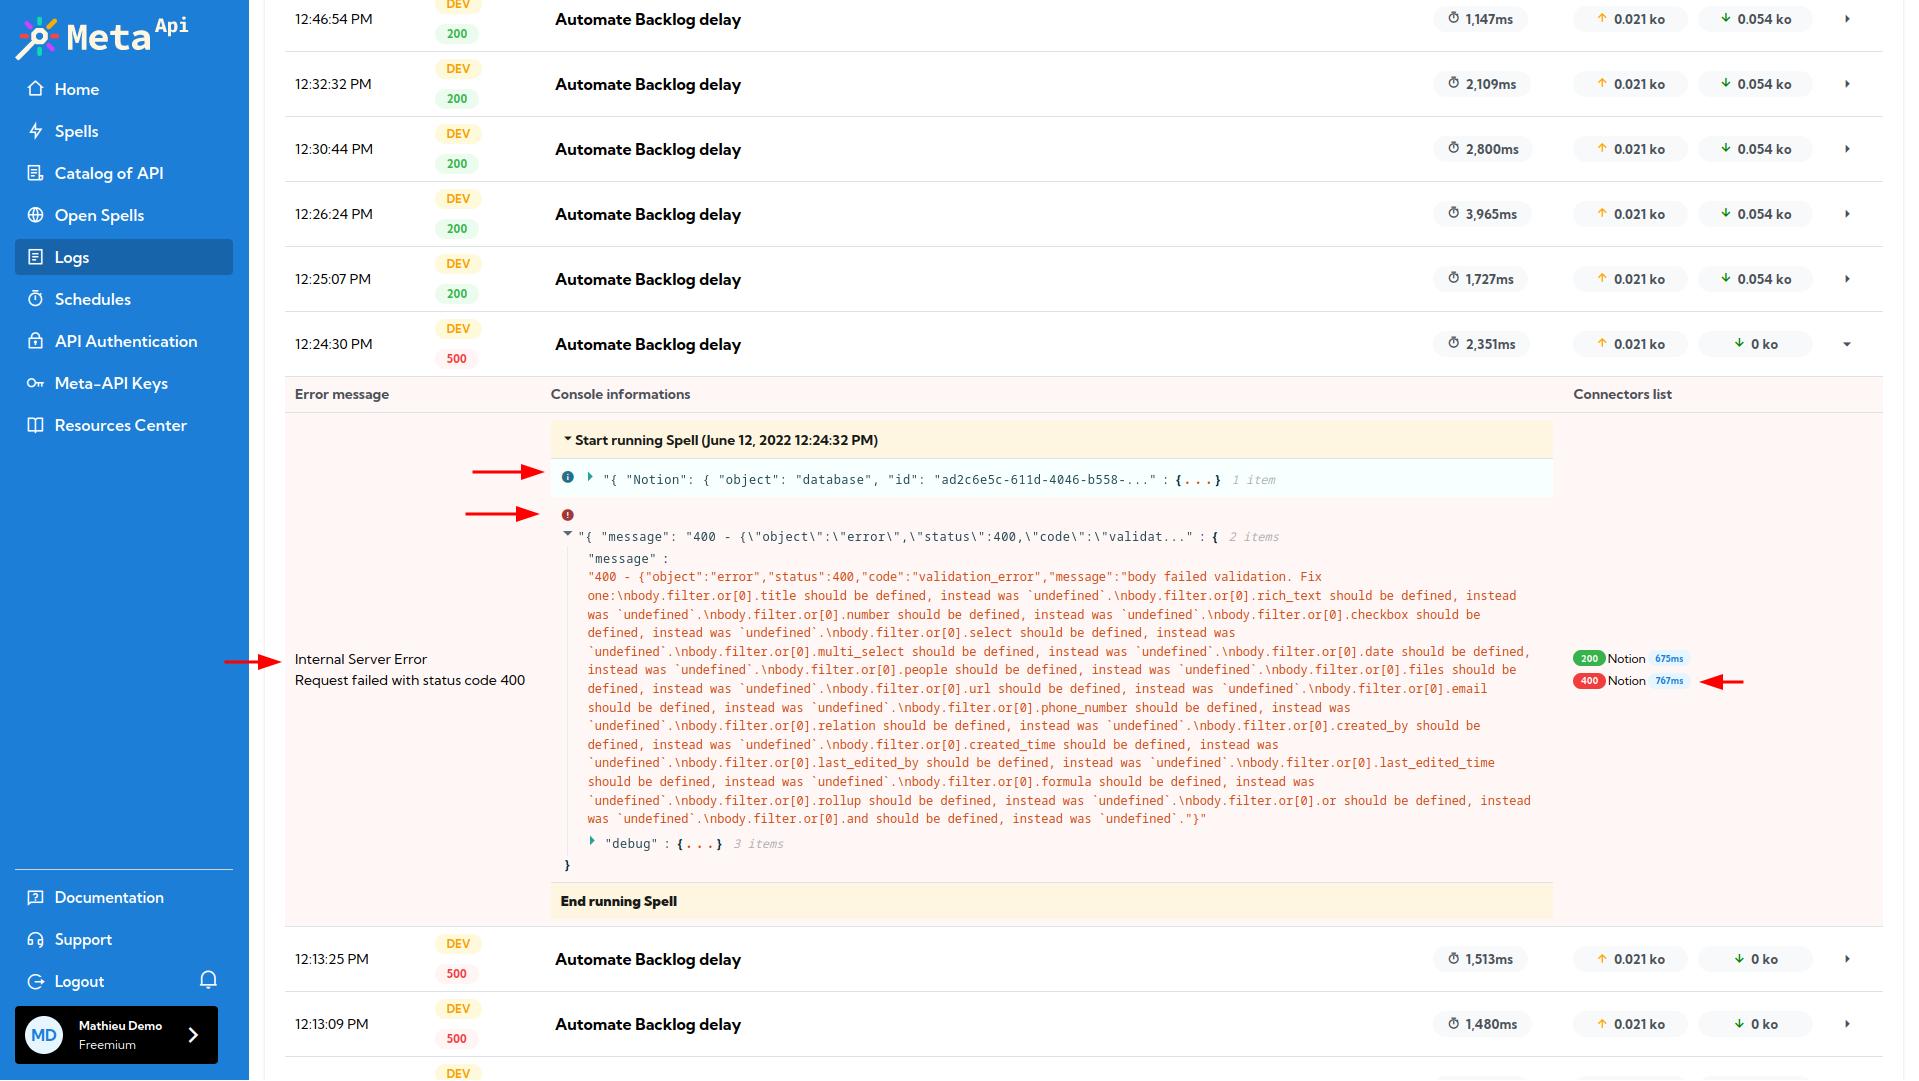 Meta Api
Home
Spells
Catalog of API
Open Spells
Logs
Schedules
API Authentication
Meta-API Keys
Resources Center
Documentation
Support
Logout
MD
Mathieu Demo
Freemium
12:46:54 PM DEV 200 Automate Backlog delay 1,147ms 0.021 ko 0.054 ko
12:32:32 PM DEV 200 Automate Backlog delay 2,109ms 0.021 ko 0.054 ko
12:30:44 PM DEV 200 Automate Backlog delay 2,800ms 0.021 ko 0.054 ko
12:26:24 PM DEV 200 Automate Backlog delay 3,965ms 0.021 ko 0.054 ko
12:25:07 PM DEV 200 Automate Backlog delay 1,727ms 0.021 ko 0.054 ko
12:24:30 PM DEV 500 Automate Backlog delay 2,351ms 0.021 ko 0 ko
Error message Console informations Connectors list
Start running Spell (June 12, 2022 12:24:32 PM)
"{ "Notion": { "object": "database", "id": "ad2c6e5c-611d-4046-b558-..." : {...} 1 item
"{ "message": "400 - {\"object\":\"error\",\"status\":400,\"code\":\"validat..." : { 2 items
"message" :
"400 - {"object":"error","status":400,"code":"validation_error","message":"body failed validation. Fix
one:\nbody.filter.or[0].title should be defined, instead was `undefined`.\nbody.filter.or[0].rich_text should be defined, instead
was `undefined`.\nbody.filter.or[0].number should be defined, instead was `undefined`.\nbody.filter.or[0].checkbox should be
defined, instead was `undefined`.\nbody.filter.or[0].select should be defined, instead was
`undefined`.\nbody.filter.or[0].multi_select should be defined, instead was `undefined`.\nbody.filter.or[0].date should be defined,
instead was `undefined`.\nbody.filter.or[0].people should be defined, instead was `undefined`.\nbody.filter.or[0].files should be
defined, instead was `undefined`.\nbody.filter.or[0].url should be defined, instead was `undefined`.\nbody.filter.or[0].email
should be defined, instead was `undefined`.\nbody.filter.or[0].phone_number should be defined, instead was
`undefined`.\nbody.filter.or[0].relation should be defined, instead was `undefined`.\nbody.filter.or[0].created_by should be
defined, instead was `undefined`.\nbody.filter.or[0].created_time should be defined, instead was
`undefined`.\nbody.filter.or[0].last_edited_by should be defined, instead was `undefined`.\nbody.filter.or[0].last_edited_time
should be defined, instead was `undefined`.\nbody.filter.or[0].formula should be defined, instead was
`undefined`.\nbody.filter.or[0].rollup should be defined, instead was `undefined`.\nbody.filter.or[0].or should be defined, instead
was `undefined`.\nbody.filter.or[0].and should be defined, instead was `undefined`."}"
"debug" : {...} 3 items
}
End running Spell
Internal Server Error
Request failed with status code 400
200 Notion 675ms
400 Notion 767ms
12:13:25 PM DEV 500 Automate Backlog delay 1,513ms 0.021 ko 0 ko
12:13:09 PM DEV 500 Automate Backlog delay 1,480ms 0.021 ko 0 ko
DEV